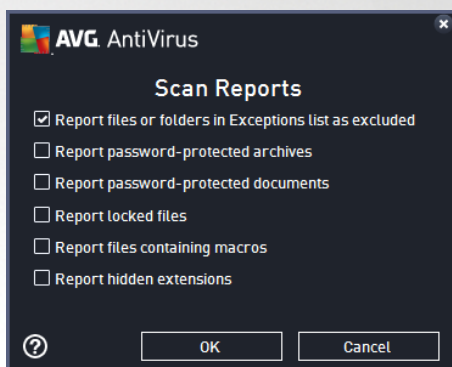 AVG AntiVirus
Scan Reports
Report files or folders in Exceptions list as excluded
Report password-protected archives
Report password-protected documents
Report locked files
Report files containing macros
Report hidden extensions
? OK Cancel